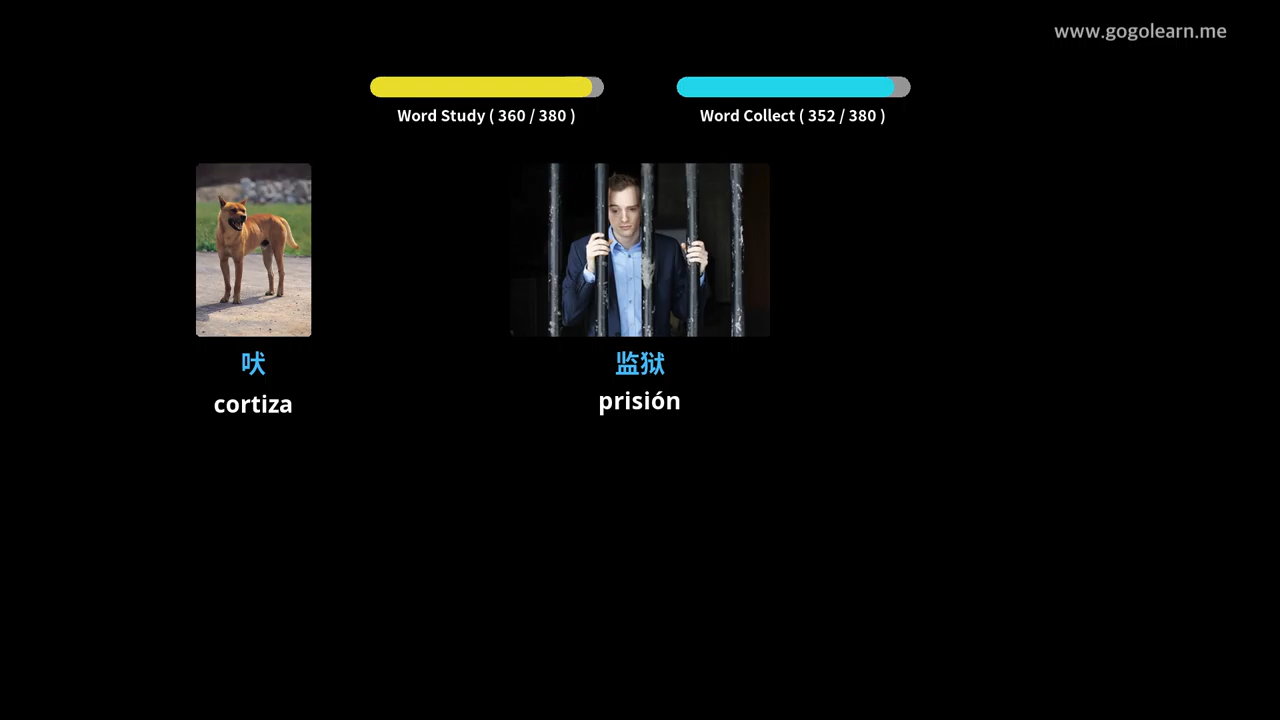 www.gogolearn.me
Word Study ( 360 / 380 )
Word Collect ( 352 / 380 )
吠
cortiza
监狱
prisión